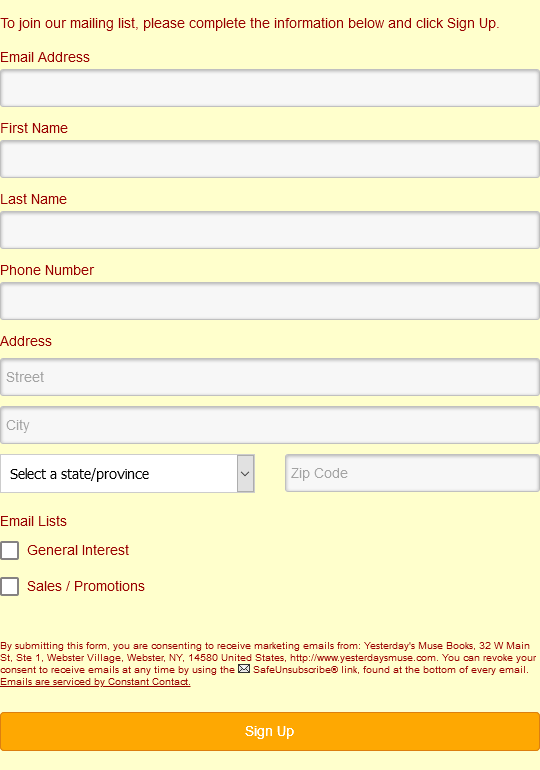 To join our mailing list, please complete the information below and click Sign Up.
Email Address
First Name
Last Name
Phone Number
Address
Street
City
Select a state/province
Zip Code
Email Lists
General Interest
Sales / Promotions
By submitting this form, you are consenting to receive marketing emails from: Yesterday's Muse Books, 32 W Main
St, Ste 1, Webster Village, Webster, NY, 14580 United States, http://www.yesterdaysmuse.com. You can revoke your
consent to receive emails at any time by using the SafeUnsubscribe® link, found at the bottom of every email.
Emails are serviced by Constant Contact.
Sign Up